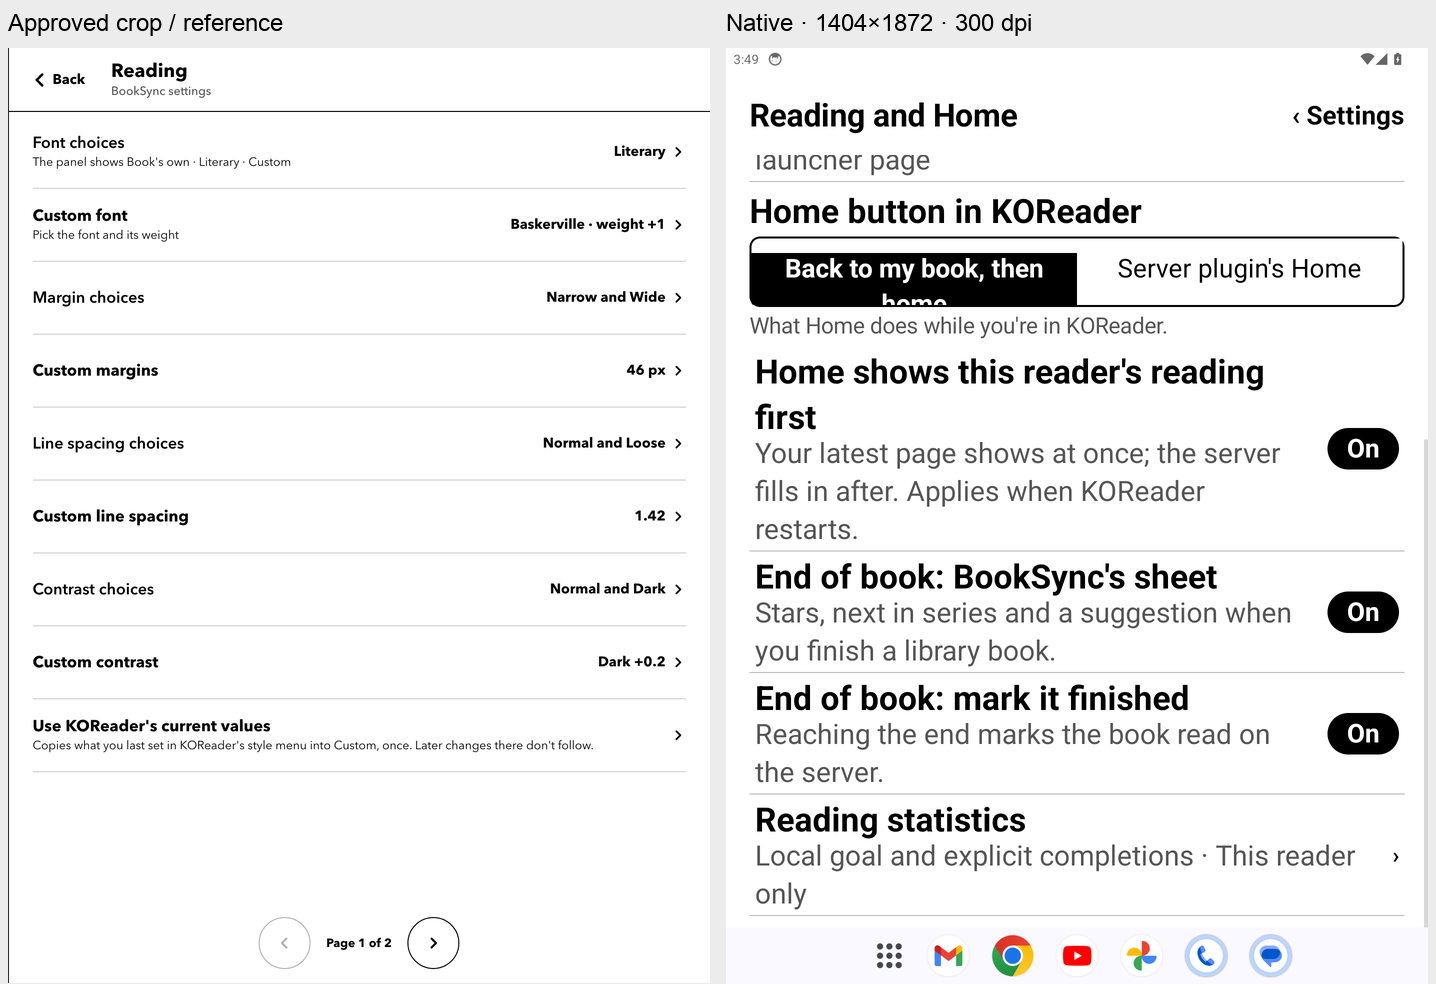 Approved crop / reference
Back
Reading
BookSync settings
Font choices
The panel shows Book's own · Literary · Custom
Literary
Custom font
Pick the font and its weight
Baskerville · weight +1
Margin choices
Narrow and Wide
Custom margins
46 px
Line spacing choices
Normal and Loose
Custom line spacing
1.42
Contrast choices
Normal and Dark
Custom contrast
Dark +0.2
Use KOReader's current values
Copies what you last set in KOReader's style menu into Custom, once. Later changes there don't follow.
Page 1 of 2
Native · 1404×1872 · 300 dpi
3:49
Reading and Home
‹ Settings
launcher page
Home button in KOReader
Back to my book, then
home
Server plugin's Home
What Home does while you're in KOReader.
Home shows this reader's reading
first
Your latest page shows at once; the server
fills in after. Applies when KOReader
restarts.
On
End of book: BookSync's sheet
Stars, next in series and a suggestion when
you finish a library book.
On
End of book: mark it finished
Reaching the end marks the book read on
the server.
On
Reading statistics
Local goal and explicit completions · This reader
only